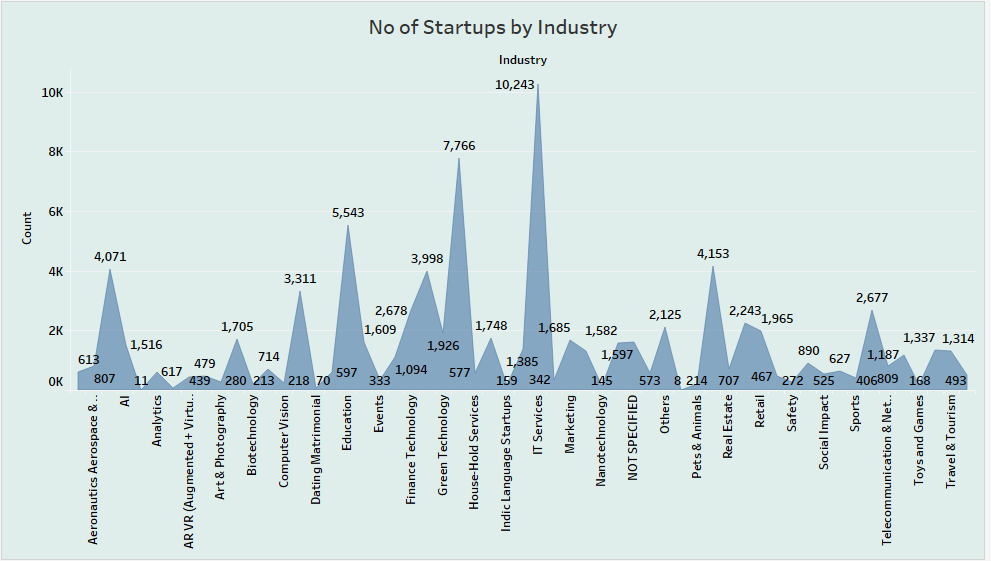 No of Startups by Industry
Industry
Count
10K
8K
6K
4K
2K
0K
613
807
4,071
1,516
11
617
439
479
280
1,705
213
714
218
3,311
70
597
5,543
1,609
333
1,094
2,678
3,998
1,926
7,766
577
1,748
159
1,385
10,243
342
1,685
145
1,582
1,597
573
2,125
8
214
4,153
707
2,243
1,965
467
272
890
525
627
406
2,677
809
1,187
168
1,337
1,314
493
Aeronautics Aerospace & ..
AI
Analytics
AR VR (Augmented + Virtu..
Art & Photography
Biotechnology
Computer Vision
Dating Matrimonial
Education
Events
Finance Technology
Green Technology
House-Hold Services
Indic Language Startups
IT Services
Marketing
Nanotechnology
NOT SPECIFIED
Others
Pets & Animals
Real Estate
Retail
Safety
Social Impact
Sports
Telecommunication & Net..
Toys and Games
Travel & Tourism